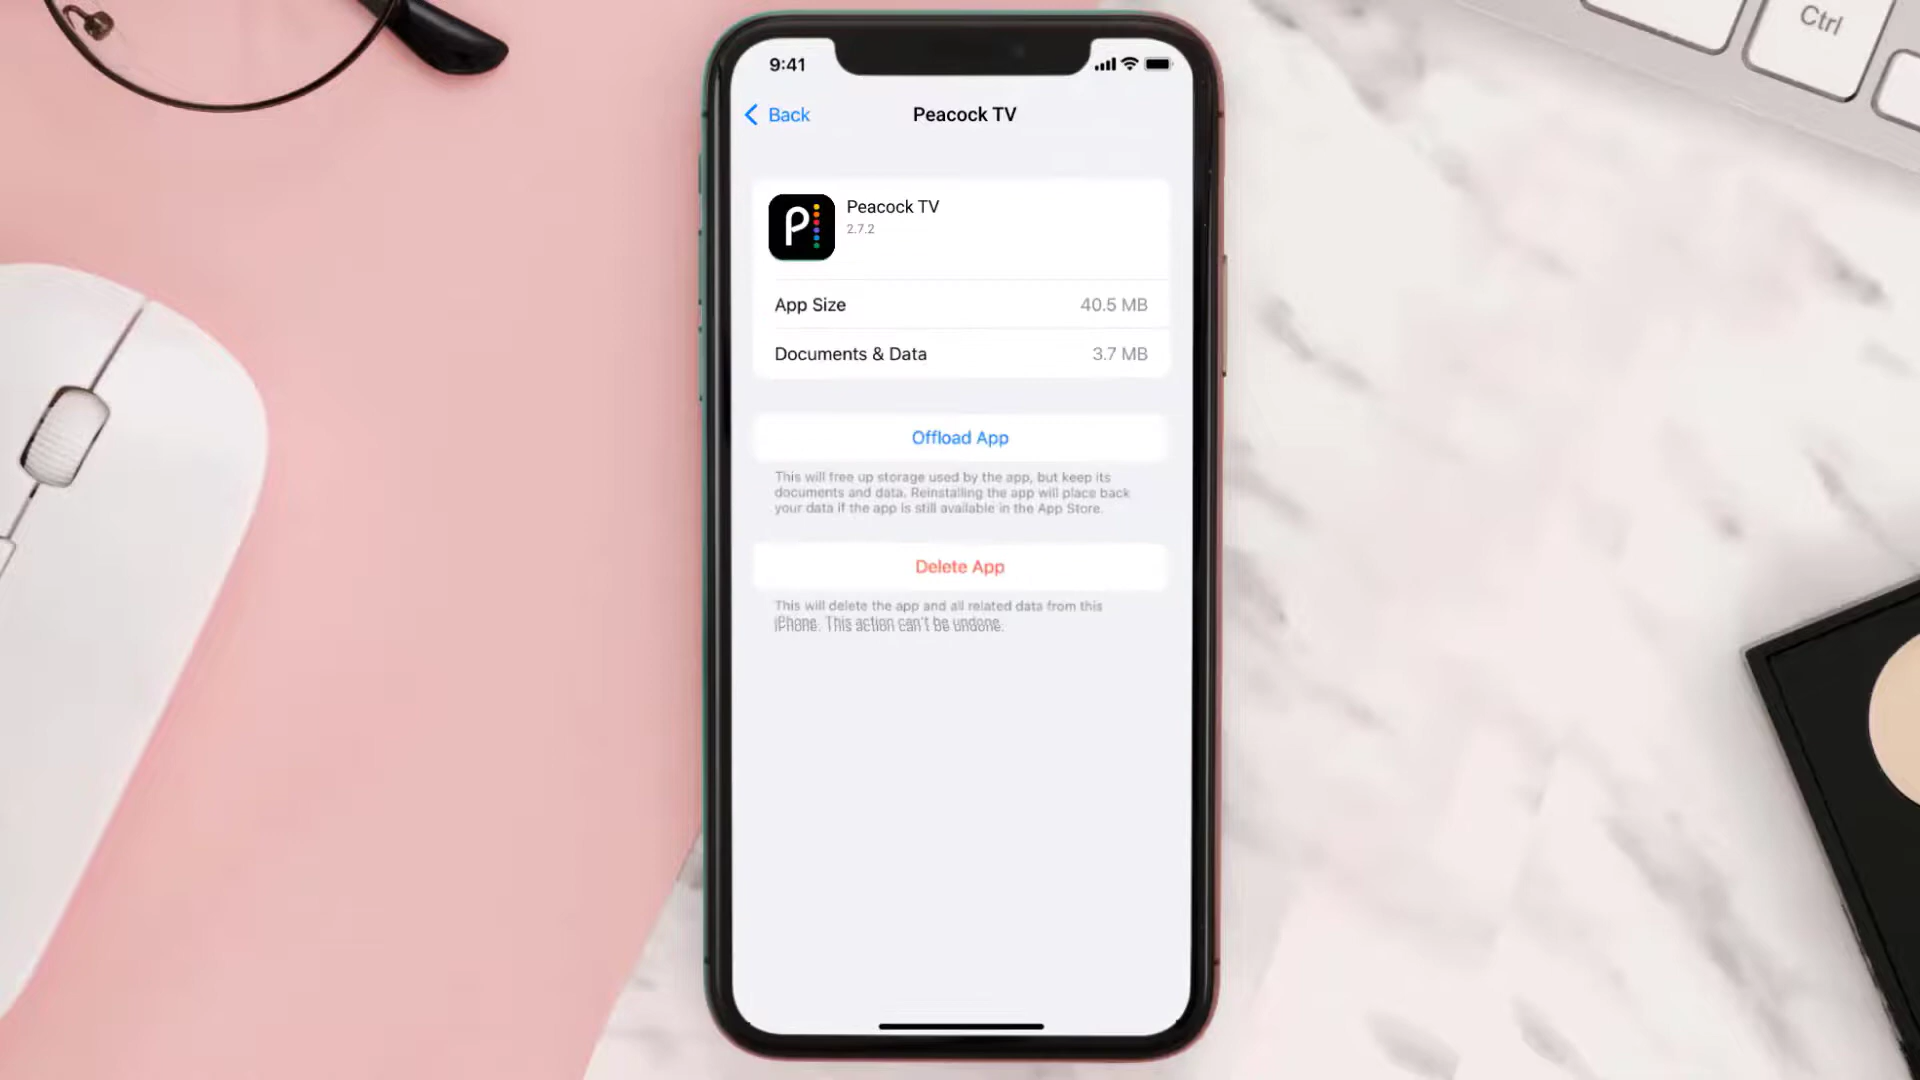 Ctrl
9:41
Back
Peacock TV
Peacock TV
2.7.2
App Size 40.5 MB
Documents & Data 3.7 MB
Offload App
This will free up storage used by the app, but keep its
documents and data. Reinstalling the app will place back
your data if the app is still available in the App Store.
Delete App
This will delete the app and all related data from this
iPhone. This action can't be undone.